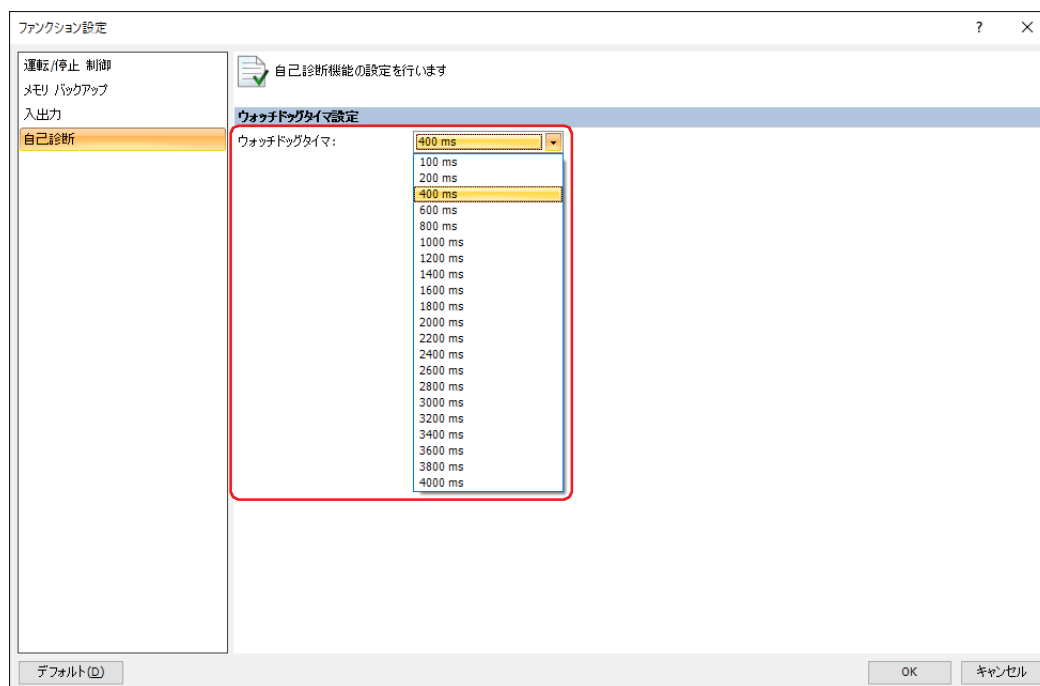 ファンクション設定
?
運転/停止 制御
メモリ バックアップ
入出力
自己診断
自己診断機能の設定を行います
ウォッチドッグタイマ設定
ウォッチドッグタイマ:
400 ms
100 ms
200 ms
400 ms
600 ms
800 ms
1000 ms
1200 ms
1400 ms
1600 ms
1800 ms
2000 ms
2200 ms
2400 ms
2600 ms
2800 ms
3000 ms
3200 ms
3400 ms
3600 ms
3800 ms
4000 ms
デフォルト(D)
OK
キャンセル